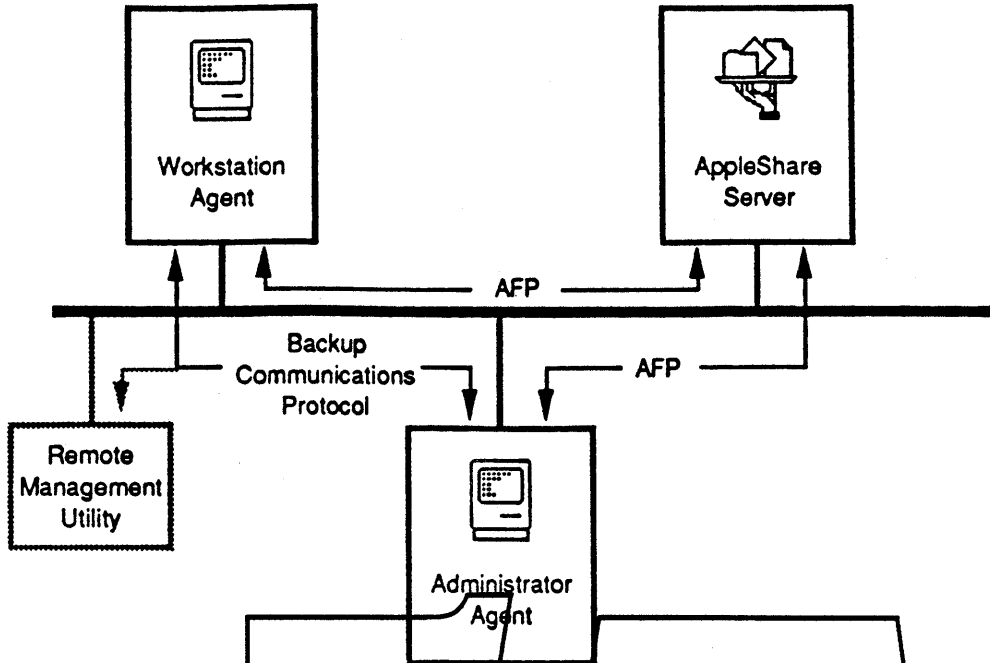 Workstation
Agent
AppleShare
Server
AFP
Backup
Communications
Protocol
AFP
Remote
Management
Utility
Administrator
Agent